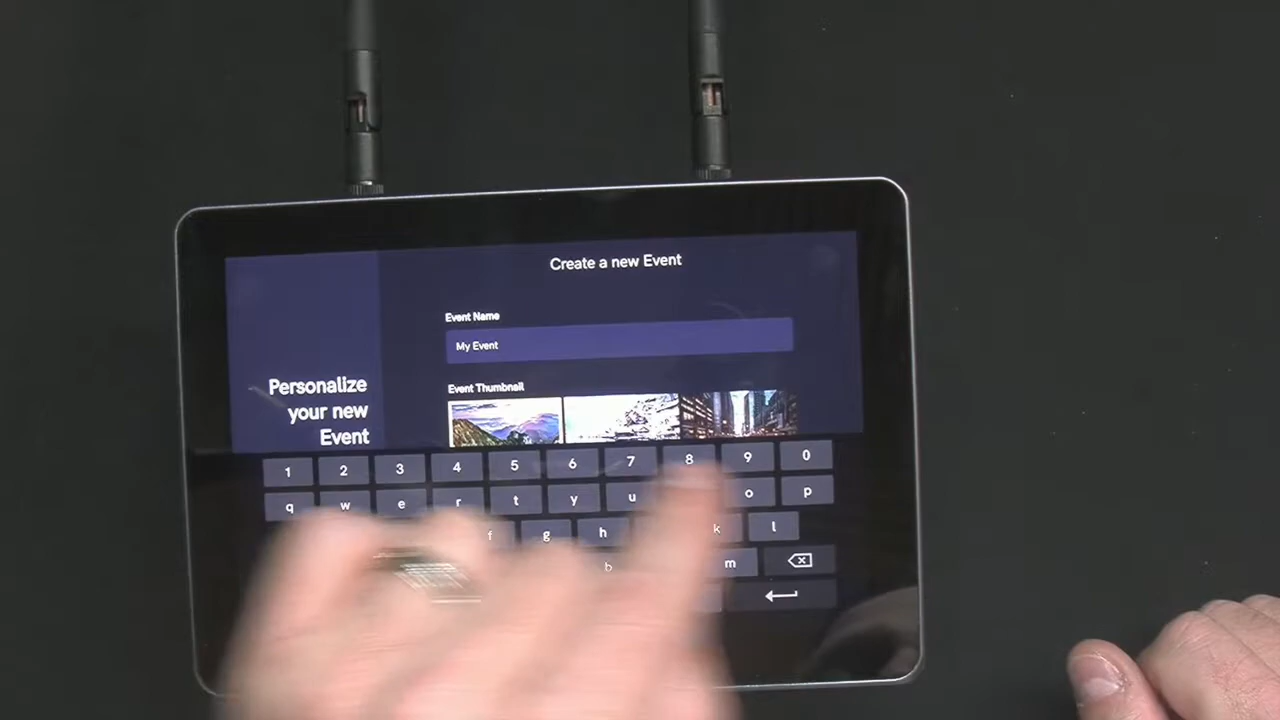 Create a new Event
Event Name
My Event
Event Thumbnail
Personalize
your new
Event
1 2 3 4 5 6 7 8 9 0
q w e r t y u o p
f g h k l
b m